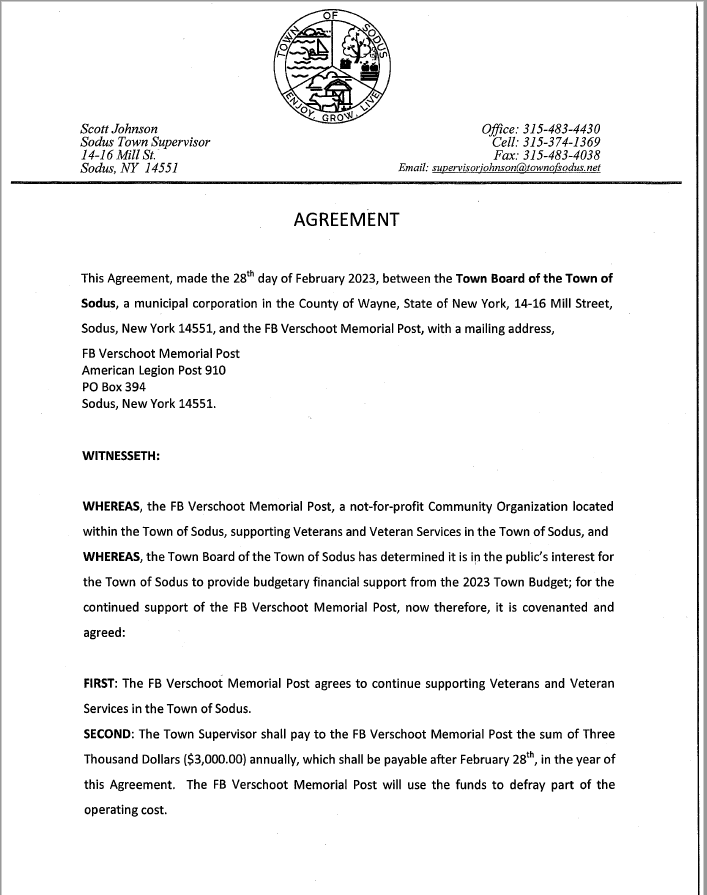 TOWN OF SODUS
ENJOY, GROW, LIVE
Scott Johnson
Sodus Town Supervisor
14-16 Mill St.
Sodus, NY 14551
Office: 315-483-4430
Cell: 315-374-1369
Fax: 315-483-4038
Email: supervisorjohnson@townofsodus.net
AGREEMENT
This Agreement, made the 28th day of February 2023, between the Town Board of the Town of
Sodus, a municipal corporation in the County of Wayne, State of New York, 14-16 Mill Street,
Sodus, New York 14551, and the FB Verschoot Memorial Post, with a mailing address,
FB Verschoot Memorial Post
American Legion Post 910
PO Box 394
Sodus, New York 14551.
WITNESSETH:
WHEREAS, the FB Verschoot Memorial Post, a not-for-profit Community Organization located
within the Town of Sodus, supporting Veterans and Veteran Services in the Town of Sodus, and
WHEREAS, the Town Board of the Town of Sodus has determined it is in the public's interest for
the Town of Sodus to provide budgetary financial support from the 2023 Town Budget; for the
continued support of the FB Verschoot Memorial Post, now therefore, it is covenanted and
agreed:
FIRST: The FB Verschoot Memorial Post agrees to continue supporting Veterans and Veteran
Services in the Town of Sodus.
SECOND: The Town Supervisor shall pay to the FB Verschoot Memorial Post the sum of Three
Thousand Dollars ($3,000.00) annually, which shall be payable after February 28th, in the year of
this Agreement. The FB Verschoot Memorial Post will use the funds to defray part of the
operating cost.